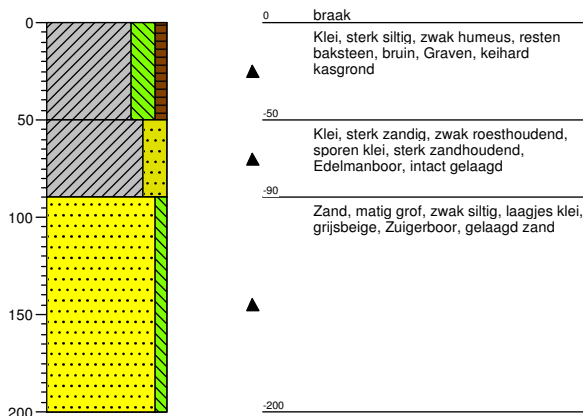 0
braak
0
Klei, sterk siltig, zwak humeus, resten
baksteen, bruin, Graven, keihard
kasgrond
50
-50
Klei, sterk zandig, zwak roesthoudend,
sporen klei, sterk zandhoudend,
Edelmanboor, intact gelaagd
-90
Zand, matig grof, zwak siltig, laagjes klei,
grijsbeige, Zuigerboor, gelaagd zand
100
150
200
-200